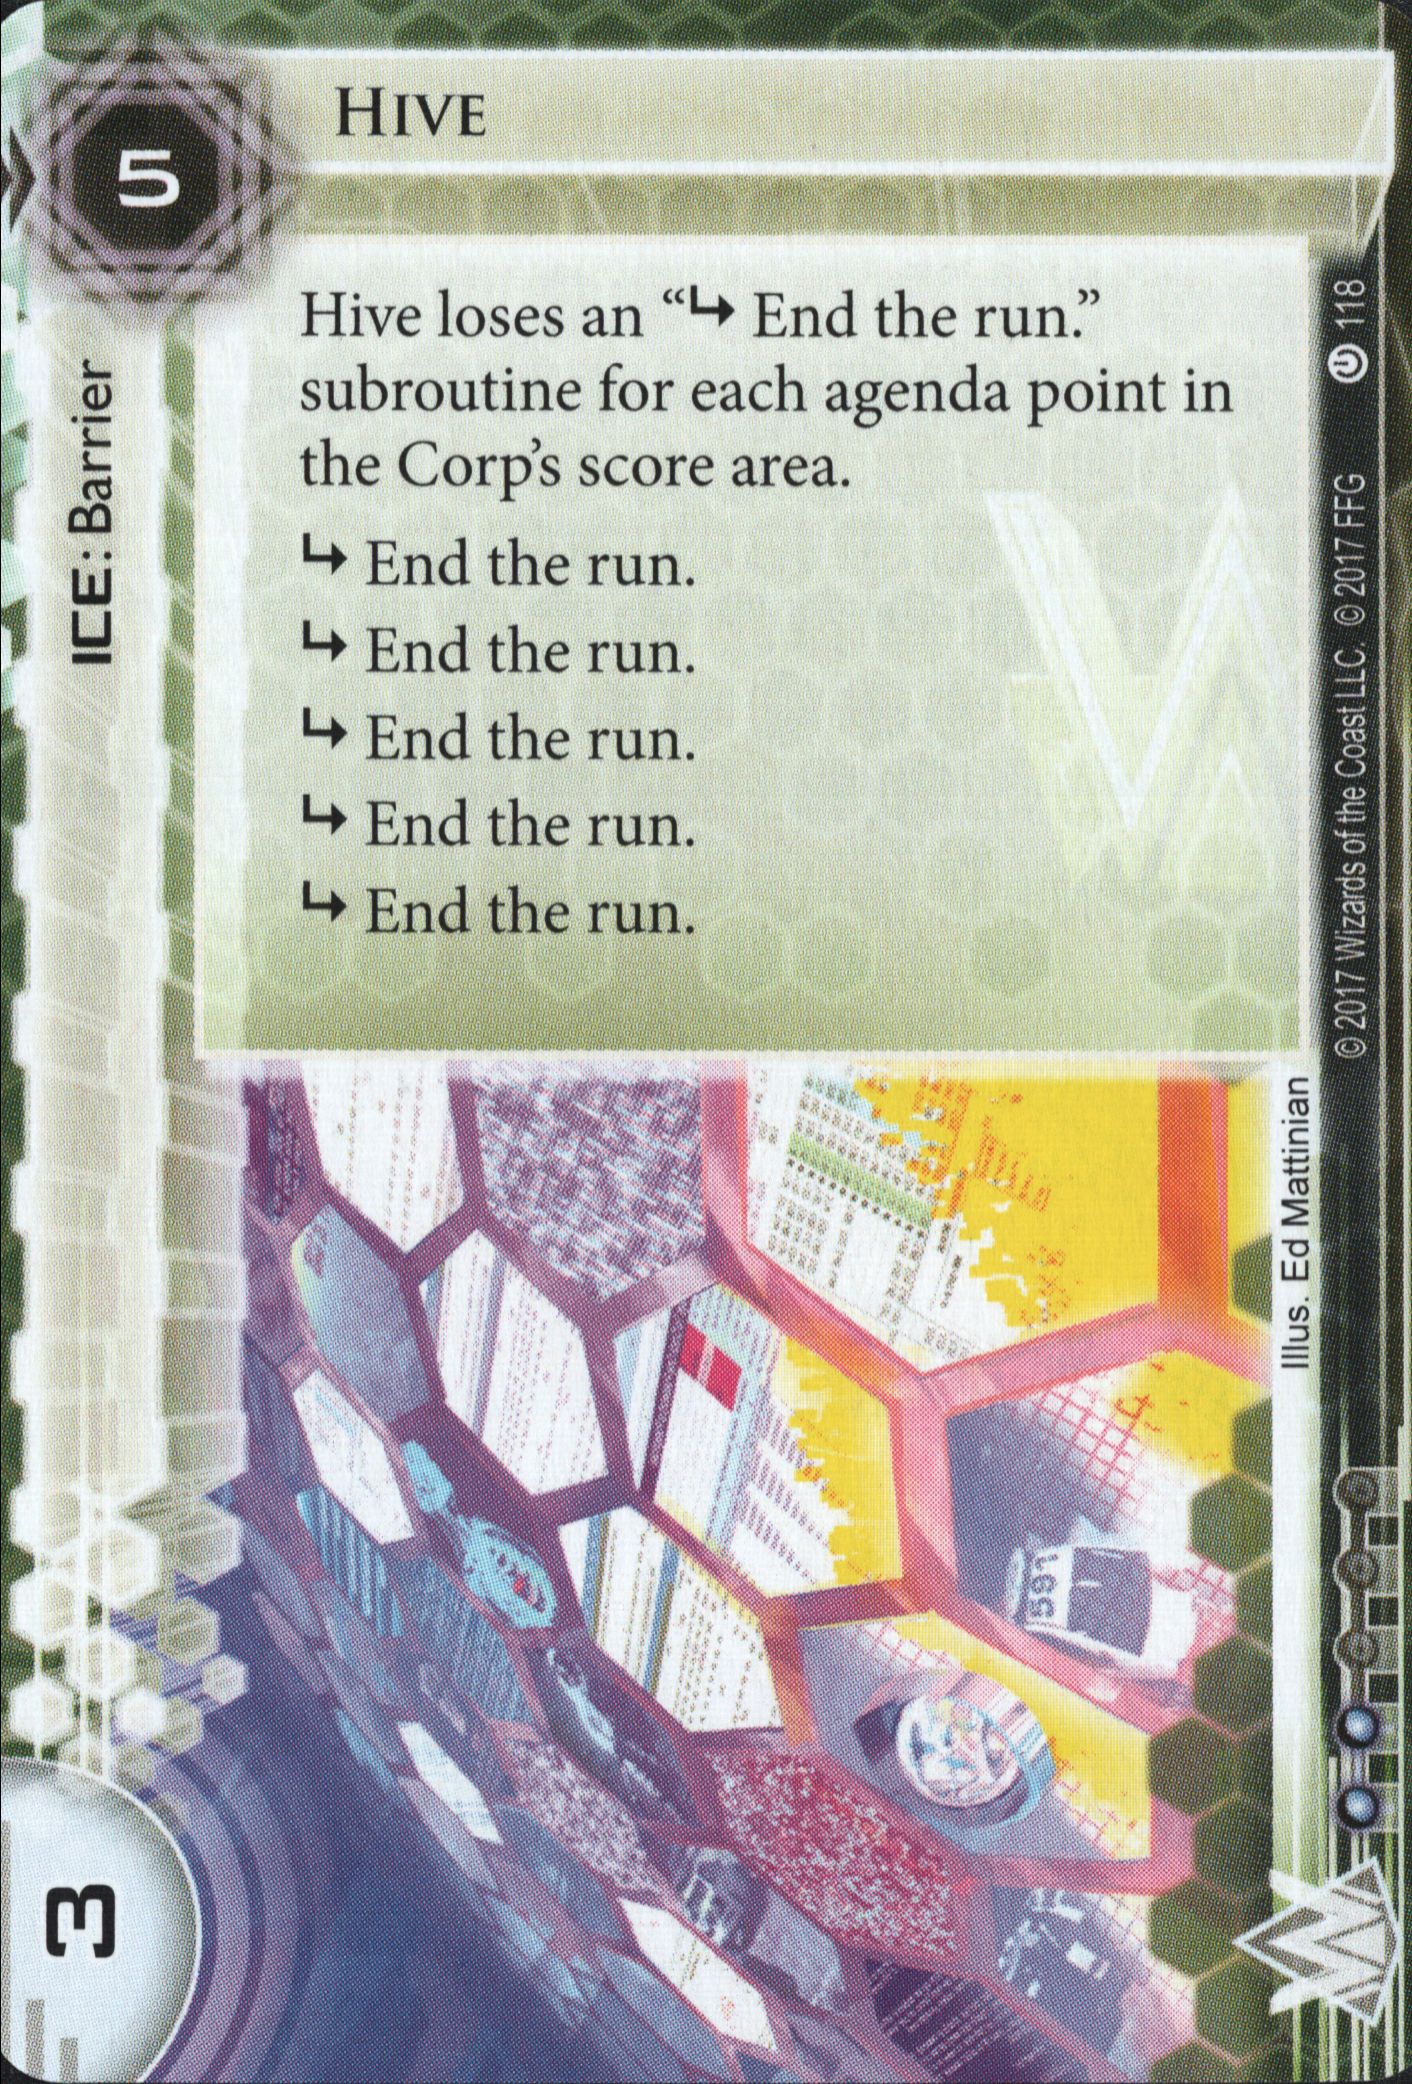 5
HIVE
ICE: Barrier
Hive loses an “↳ End the run.”
subroutine for each agenda point in
the Corp’s score area.
↳ End the run.
↳ End the run.
↳ End the run.
↳ End the run.
↳ End the run.
3
591
Illus. Ed Mattinian
© 2017 Wizards of the Coast LLC. © 2017 FFG
118